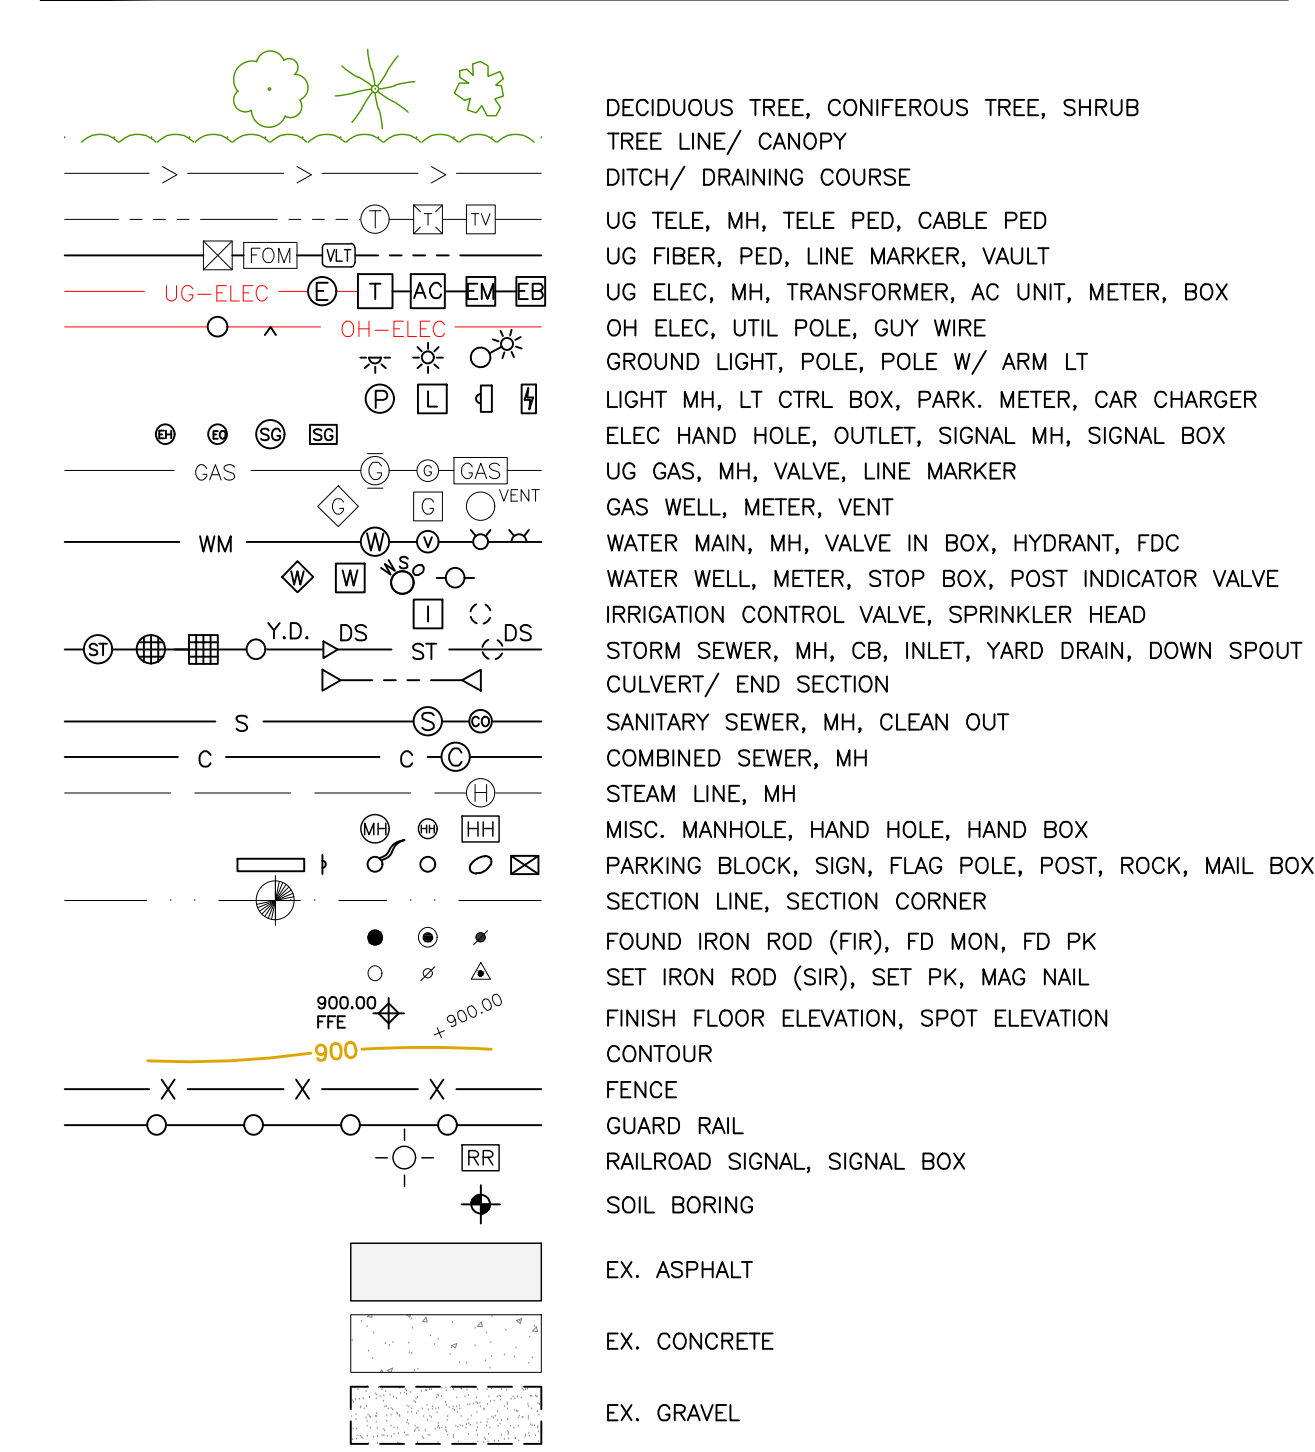 DECIDUOUS TREE, CONIFEROUS TREE, SHRUB
TREE LINE/ CANOPY
> > > DITCH/ DRAINING COURSE
T T TV UG TELE, MH, TELE PED, CABLE PED
FOM VLT UG FIBER, PED, LINE MARKER, VAULT
UG-ELEC E T AC EM EB UG ELEC, MH, TRANSFORMER, AC UNIT, METER, BOX
OH-ELEC OH ELEC, UTIL POLE, GUY WIRE
GROUND LIGHT, POLE, POLE W/ ARM LT
P L LIGHT MH, LT CTRL BOX, PARK. METER, CAR CHARGER
EH EO SG SG ELEC HAND HOLE, OUTLET, SIGNAL MH, SIGNAL BOX
GAS G G GAS UG GAS, MH, VALVE, LINE MARKER
G G VENT GAS WELL, METER, VENT
WM W V WATER MAIN, MH, VALVE IN BOX, HYDRANT, FDC
W W WSO WATER WELL, METER, STOP BOX, POST INDICATOR VALVE
I IRRIGATION CONTROL VALVE, SPRINKLER HEAD
ST Y.D. DS ST DS STORM SEWER, MH, CB, INLET, YARD DRAIN, DOWN SPOUT
CULVERT/ END SECTION
S S CO SANITARY SEWER, MH, CLEAN OUT
C C C COMBINED SEWER, MH
H STEAM LINE, MH
MH HH HH MISC. MANHOLE, HAND HOLE, HAND BOX
PARKING BLOCK, SIGN, FLAG POLE, POST, ROCK, MAIL BOX
SECTION LINE, SECTION CORNER
FOUND IRON ROD (FIR), FD MON, FD PK
SET IRON ROD (SIR), SET PK, MAG NAIL
900.00 FFE + 900.00 FINISH FLOOR ELEVATION, SPOT ELEVATION
900 CONTOUR
X X X FENCE
GUARD RAIL
RR RAILROAD SIGNAL, SIGNAL BOX
SOIL BORING
EX. ASPHALT
EX. CONCRETE
EX. GRAVEL